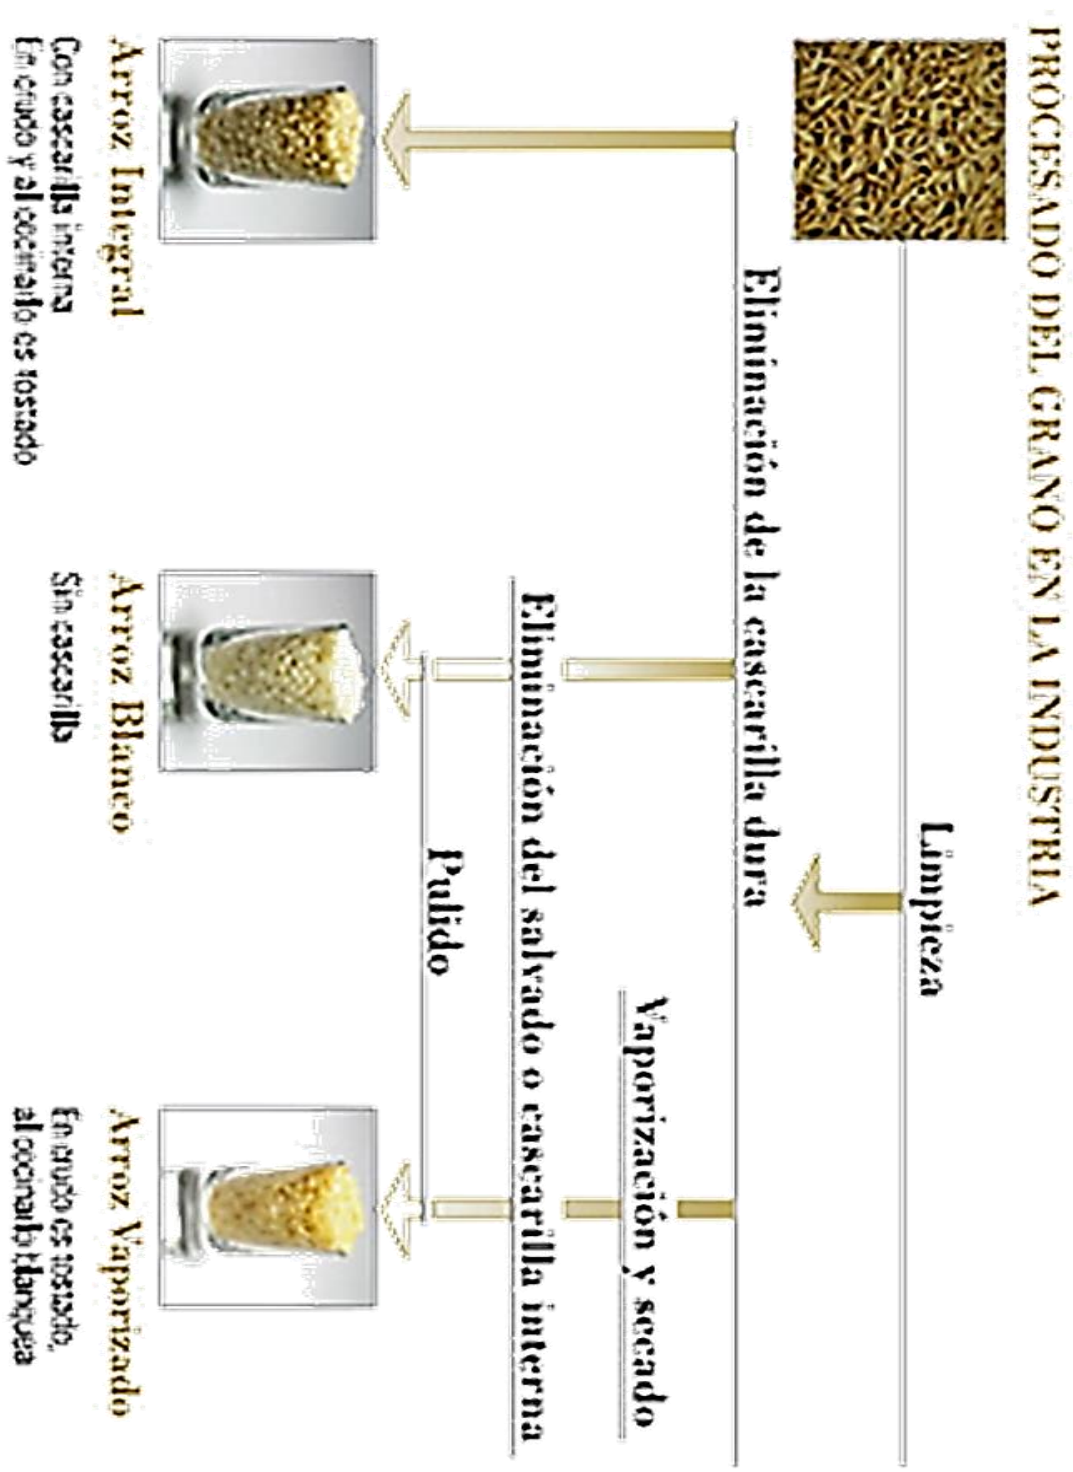 PROCESADO DEL GRANO EN LA INDUSTRIA
Limpieza
Eliminación de la cascarilla dura
Vaporización y secado
Eliminación del salvado o cascarilla interna
Pulido
Arroz Integral
Con cascarilla interna
En crudo y al cocinarlo es tostado
Arroz Blanco
Sin cascarilla
Arroz Vaporizado
En crudo es tostado,
al cocinarlo blanquea